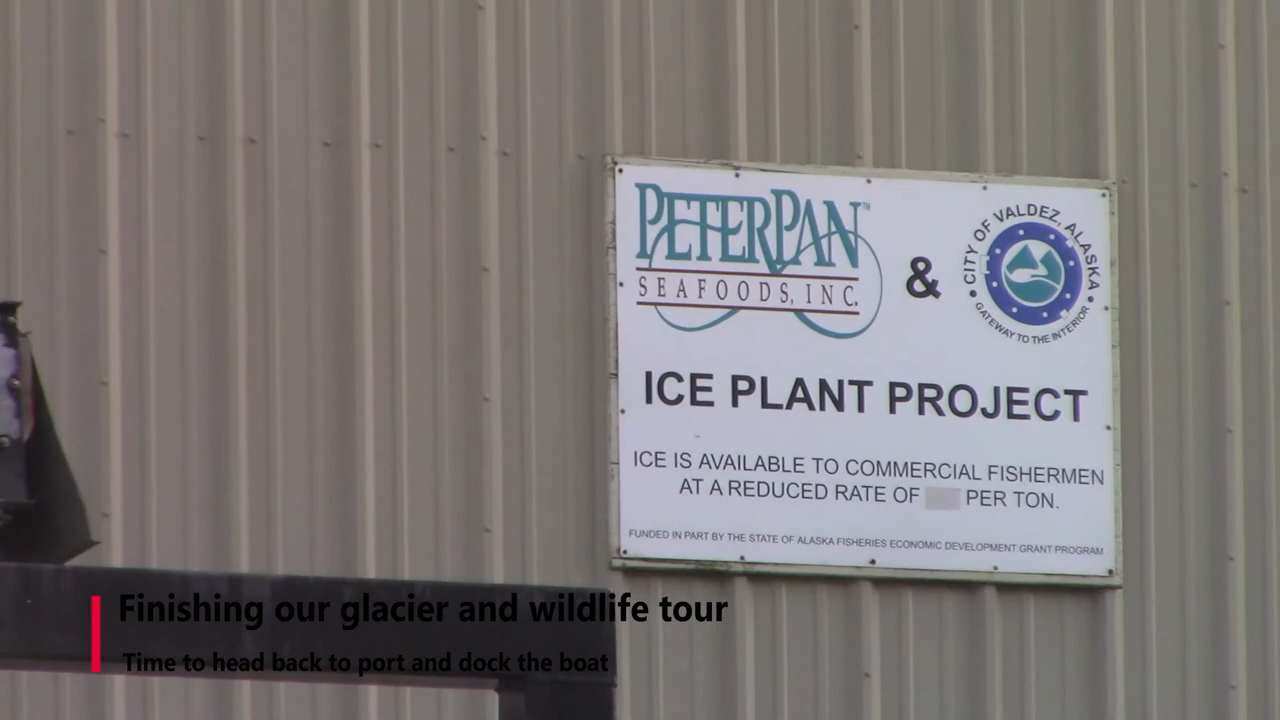 PETER PAN™
SEAFOODS, INC.
&
CITY OF VALDEZ, ALASKA
• GATEWAY TO THE INTERIOR •
ICE PLANT PROJECT
ICE IS AVAILABLE TO COMMERCIAL FISHERMEN
AT A REDUCED RATE OF PER TON.
FUNDED IN PART BY THE STATE OF ALASKA FISHERIES ECONOMIC DEVELOPMENT GRANT PROGRAM
Finishing our glacier and wildlife tour
Time to head back to port and dock the boat